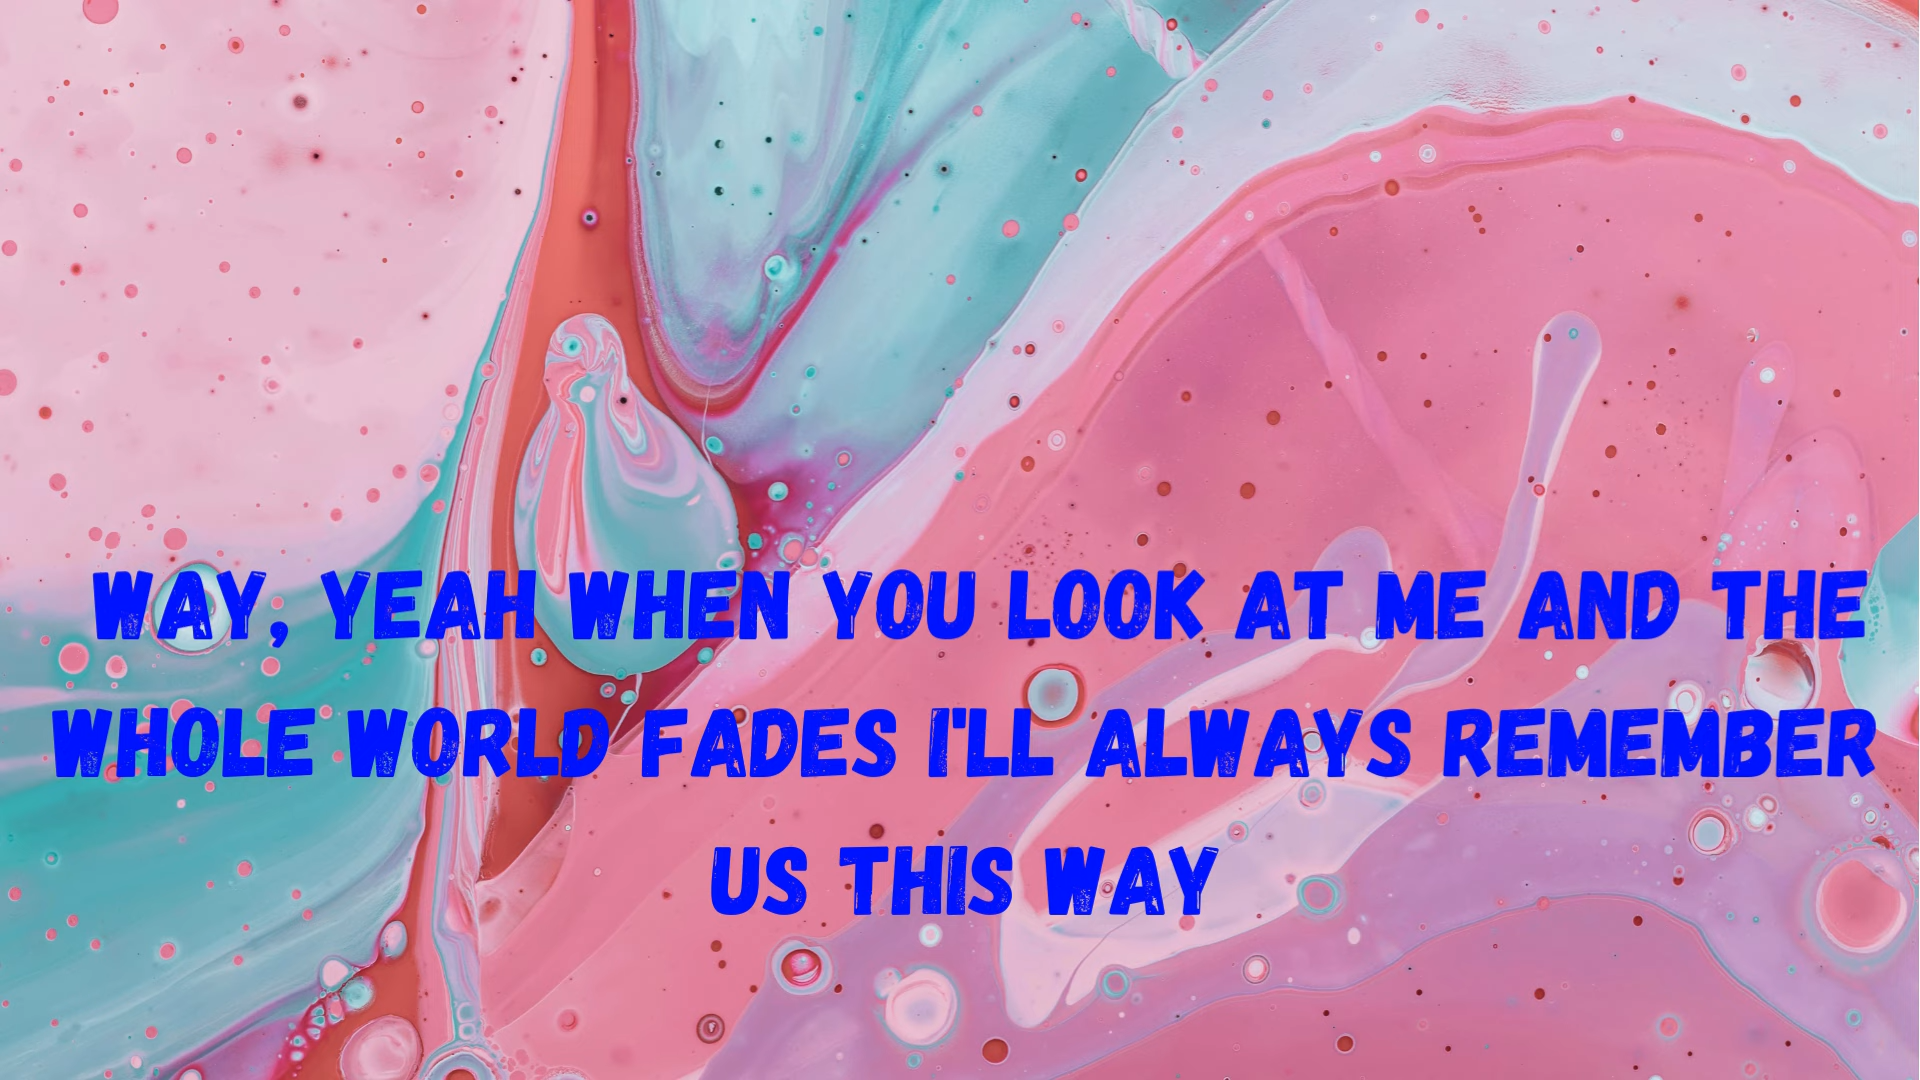 WAY, YEAH WHEN YOU LOOK AT ME AND THE
WHOLE WORLD FADES I'LL ALWAYS REMEMBER
US THIS WAY